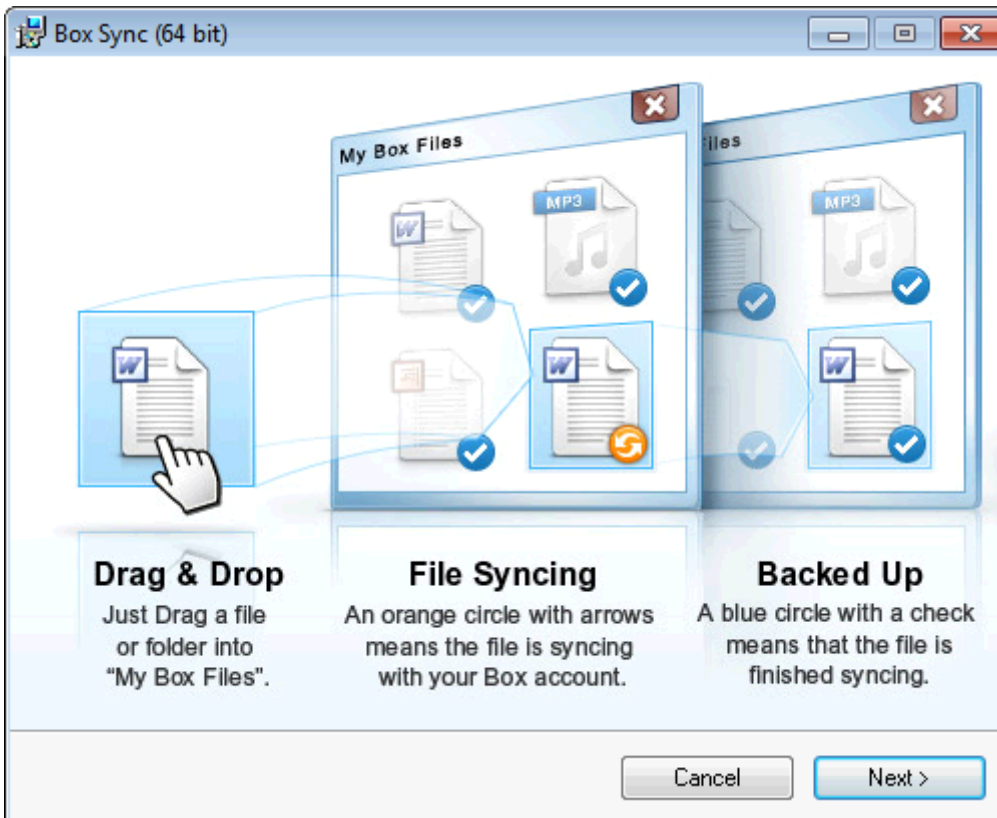 Box Sync (64 bit)
My Box Files
iles
W
MP3
MP3
W
W
W
Drag & Drop
Just Drag a file
or folder into
“My Box Files”.
File Syncing
An orange circle with arrows
means the file is syncing
with your Box account.
Backed Up
A blue circle with a check
means that the file is
finished syncing.
Cancel
Next >